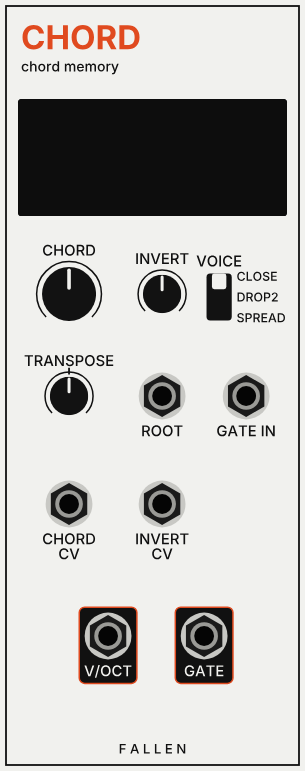 CHORD
chord memory
CHORD
INVERT
VOICE
CLOSE
DROP2
SPREAD
TRANSPOSE
ROOT
GATE IN
CHORD
CV
INVERT
CV
V/OCT
GATE
FALLEN